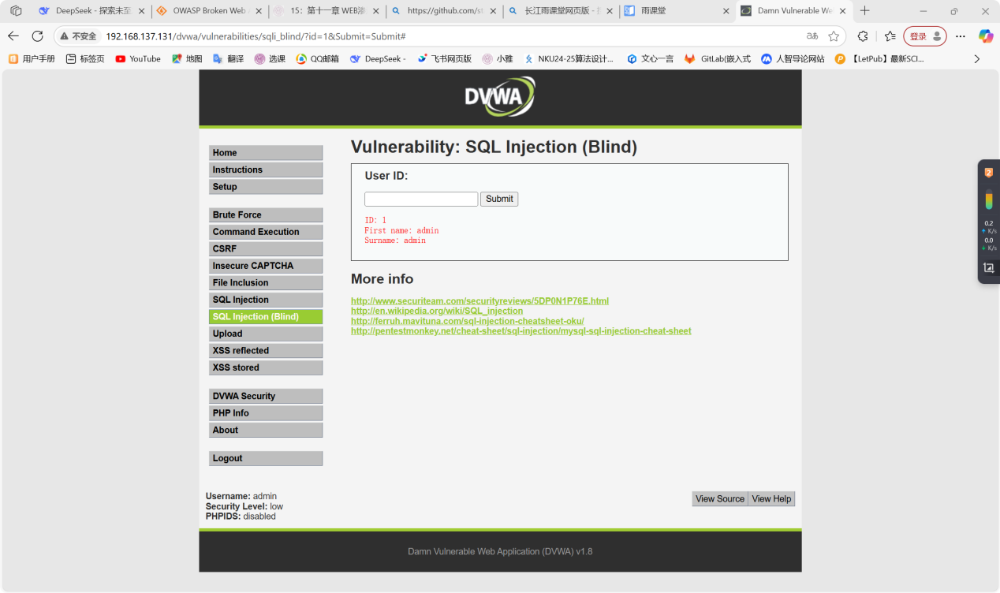 DeepSeek - 探索未至
OWASP Broken Web
15：第十一章 WEB渗
https://github.com/st
长江雨课堂网页版 -
雨课堂
Damn Vulnerable We
不安全
192.168.137.131/dvwa/vulnerabilities/sqli_blind/?id=1&Submit=Submit#
登录
用户手册
标签页
YouTube
地图
翻译
选课
QQ邮箱
DeepSeek -
飞书网页版
小雅
NKU24-25算法设计...
文心一言
GitLab(嵌入式
人智导论网站
【LetPub】最新SCI...
DVWA
Home
Instructions
Setup
Brute Force
Command Execution
CSRF
Insecure CAPTCHA
File Inclusion
SQL Injection
SQL Injection (Blind)
Upload
XSS reflected
XSS stored
DVWA Security
PHP Info
About
Logout
Vulnerability: SQL Injection (Blind)
User ID:
Submit
ID: 1
First name: admin
Surname: admin
More info
http://www.securiteam.com/securityreviews/5DP0N1P76E.html
http://en.wikipedia.org/wiki/SQL_injection
http://ferruh.mavituna.com/sql-injection-cheatsheet-oku/
http://pentestmonkey.net/cheat-sheet/sql-injection/mysql-sql-injection-cheat-sheet
2
0.2
K/s
0.0
K/s
Username: admin
Security Level: low
PHPIDS: disabled
View Source
View Help
Damn Vulnerable Web Application (DVWA) v1.8